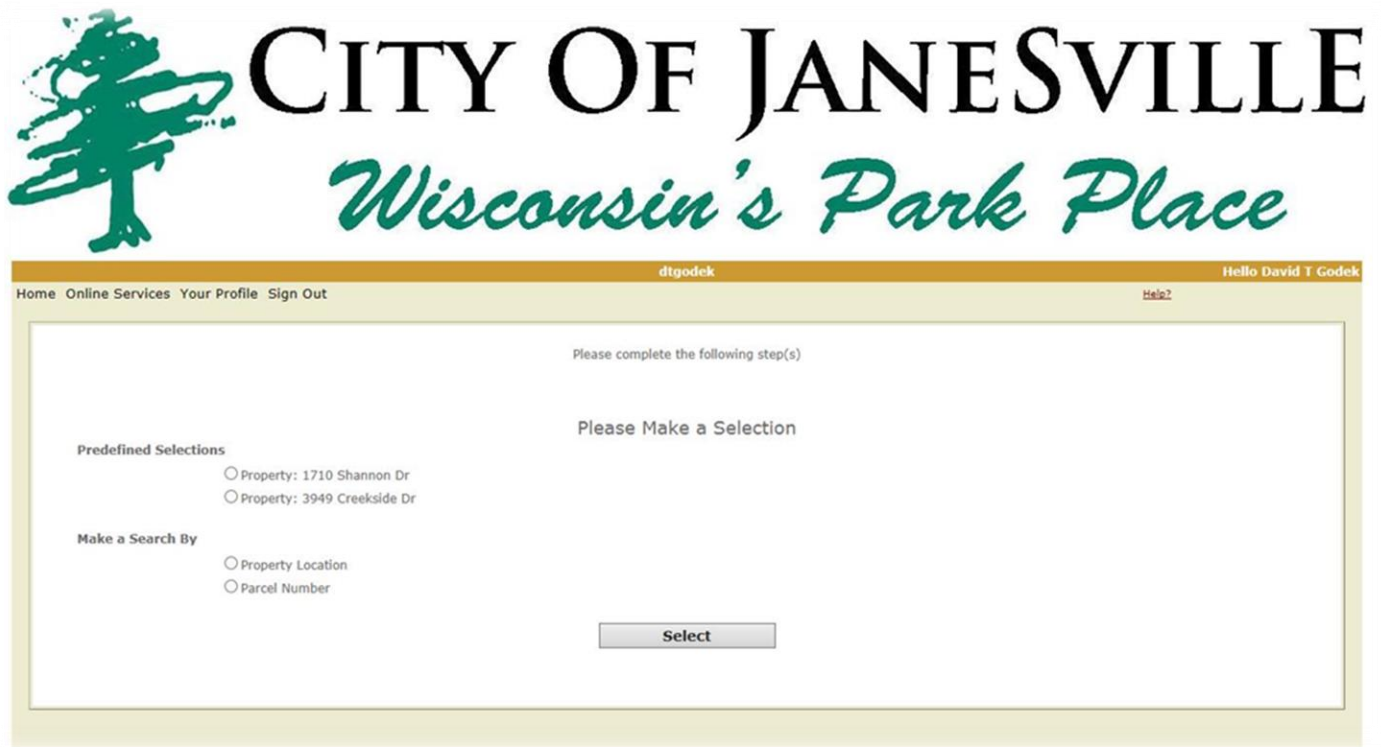 CITY OF JANESVILLE
Wisconsin's Park Place
dtgodek Hello David T Godek
Home Online Services Your Profile Sign Out Help?
Please complete the following step(s)
Please Make a Selection
Predefined Selections
Property: 1710 Shannon Dr
Property: 3949 Creekside Dr
Make a Search By
Property Location
Parcel Number
Select